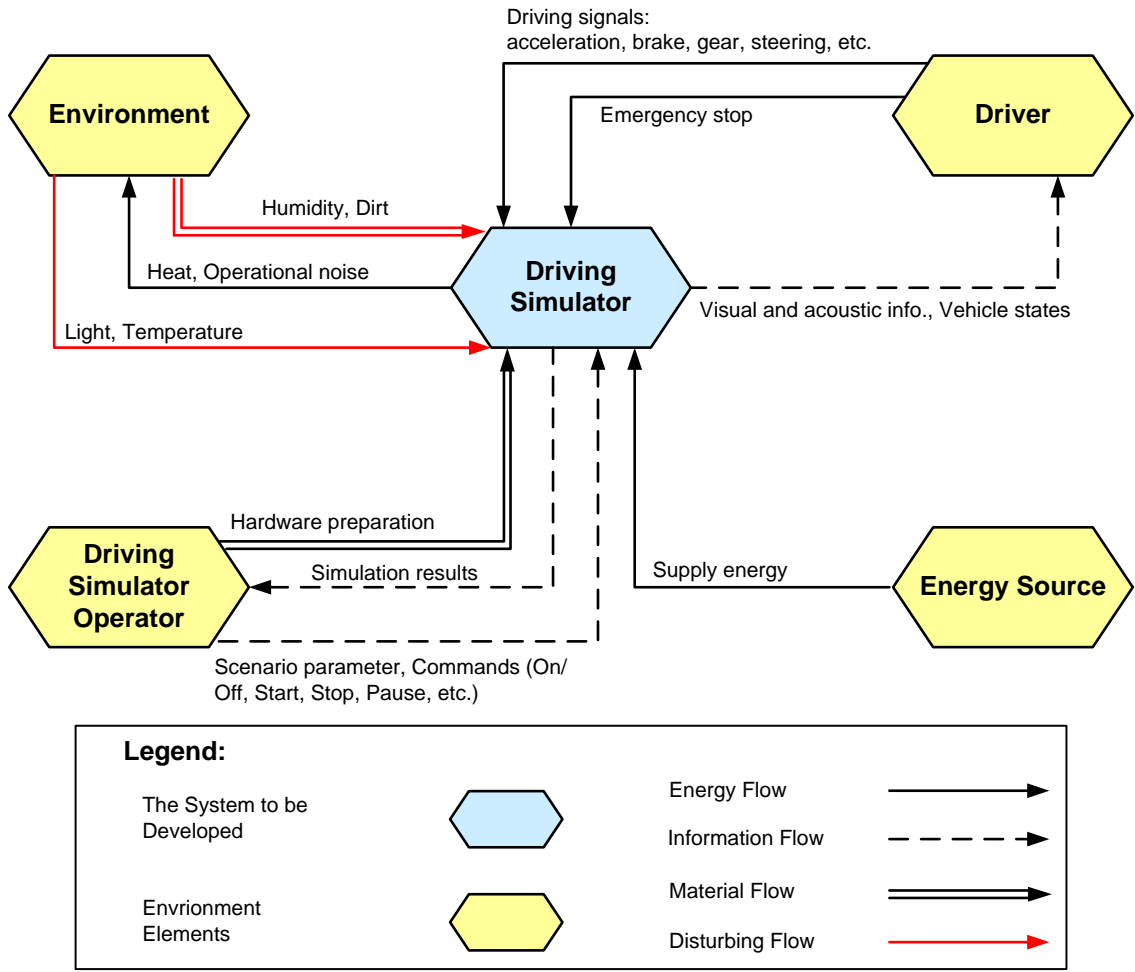 Driving signals:
acceleration, brake, gear, steering, etc.
Environment
Driver
Emergency stop
Humidity, Dirt
Heat, Operational noise
Driving
Simulator
Visual and acoustic info., Vehicle states
Light, Temperature
Hardware preparation
Driving
Simulator
Operator
Simulation results
Supply energy
Energy Source
Scenario parameter, Commands (On/
Off, Start, Stop, Pause, etc.)
Legend:
The System to be
Developed
Envrionment
Elements
Energy Flow
Information Flow
Material Flow
Disturbing Flow